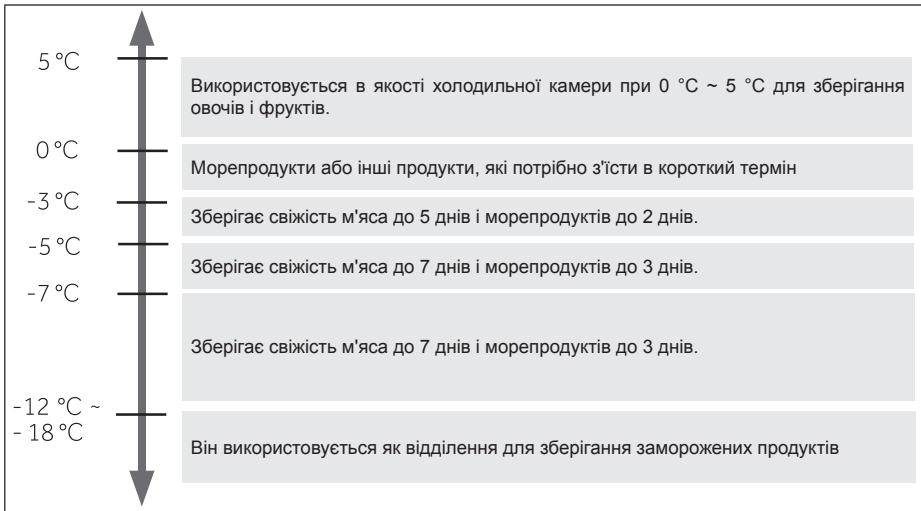 5 °C
Використовується в якості холодильної камери при 0 °C ~ 5 °C для зберігання
овочів і фруктів.
0 °C
Морепродукти або інші продукти, які потрібно з'їсти в короткий термін
-3 °C
Зберігає свіжість м'яса до 5 днів і морепродуктів до 2 днів.
-5 °C
Зберігає свіжість м'яса до 7 днів і морепродуктів до 3 днів.
-7 °C
Зберігає свіжість м'яса до 7 днів і морепродуктів до 3 днів.
-12 °C ~
- 18 °C
Він використовується як відділення для зберігання заморожених продуктів